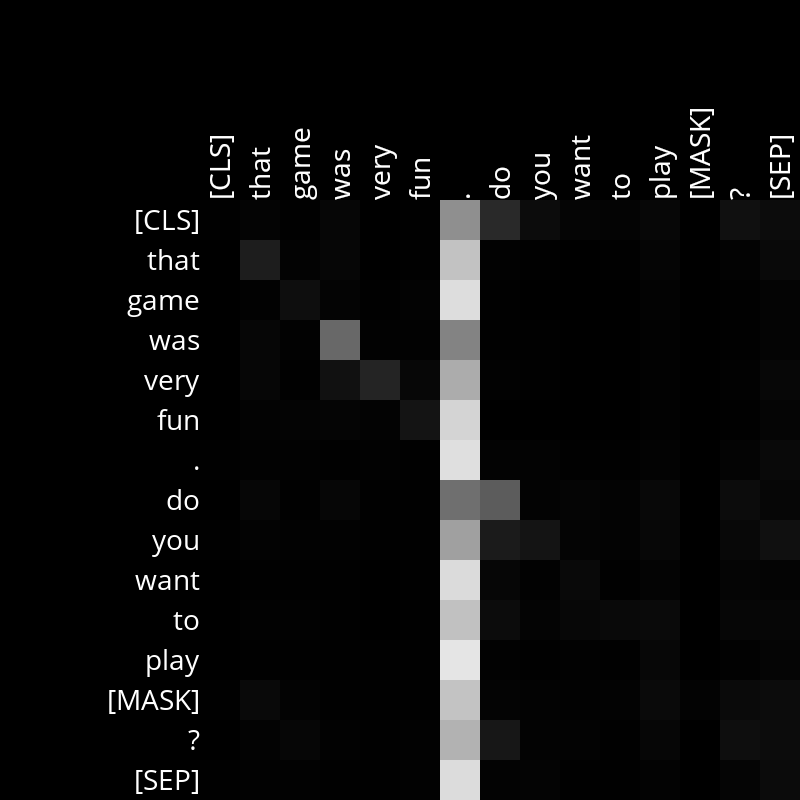 [CLS] that game was very fun . do you want to play [MASK] ? [SEP]
[CLS]
that
game
was
very
fun
.
do
you
want
to
play
[MASK]
?
[SEP]